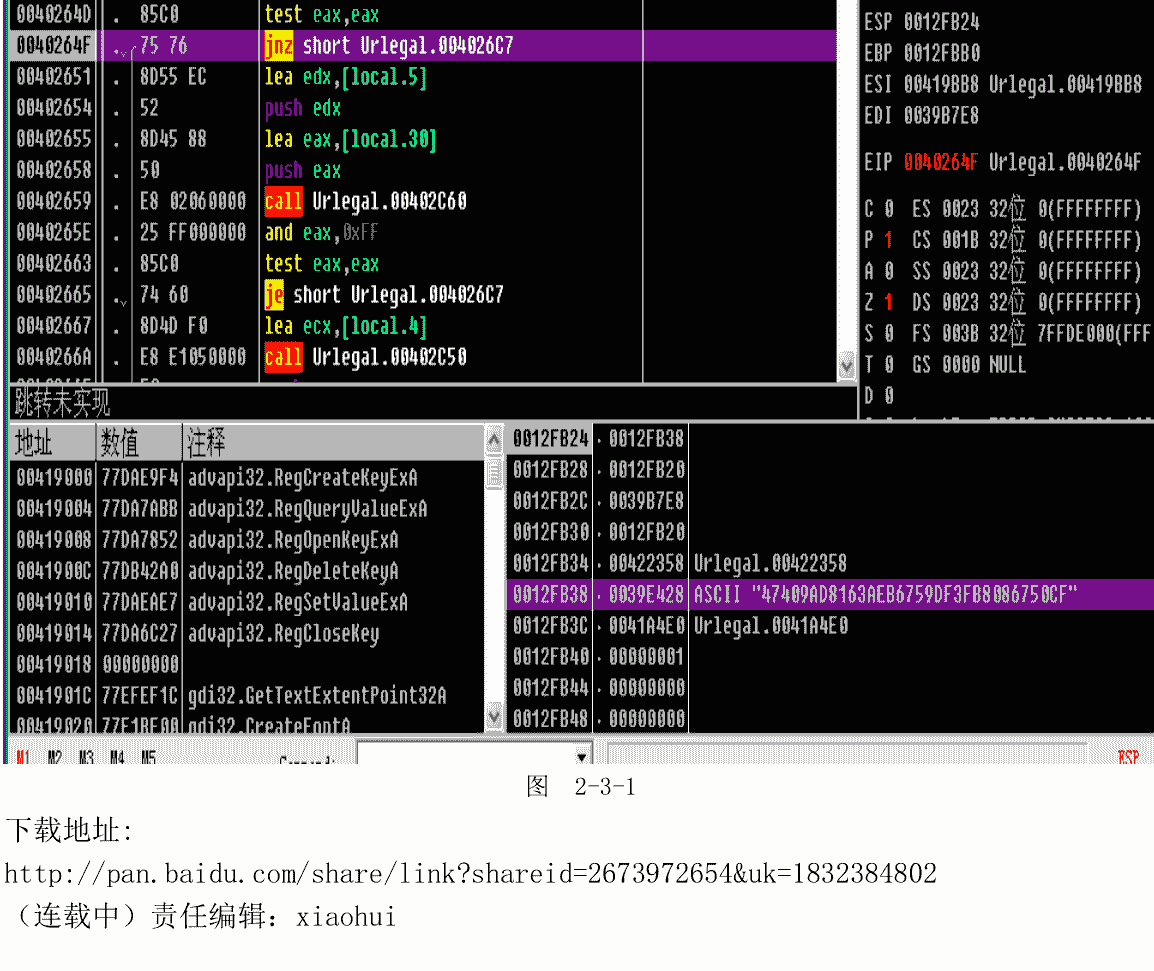 0040264D . 85C0 test eax,eax
0040264F . 75 76 jnz short Urlegal.004026C7
00402651 . 8D55 EC lea edx,[local.5]
00402654 . 52 push edx
00402655 . 8D45 88 lea eax,[local.30]
00402658 . 50 push eax
00402659 . E8 02060000 call Urlegal.00402C60
0040265E . 25 FF000000 and eax,0xFF
00402663 . 85C0 test eax,eax
00402665 . 74 60 je short Urlegal.004026C7
00402667 . 8D4D F0 lea ecx,[local.4]
0040266A . E8 E1050000 call Urlegal.00402C50
跳转未实现
ESP 0012FB24
EBP 0012FBB0
ESI 00419BB8 Urlegal.00419BB8
EDI 0039B7E8
EIP 0040264F Urlegal.0040264F
C 0 ES 0023 32位 0(FFFFFFFF)
P 1 CS 001B 32位 0(FFFFFFFF)
A 0 SS 0023 32位 0(FFFFFFFF)
Z 1 DS 0023 32位 0(FFFFFFFF)
S 0 FS 003B 32位 7FFDE000(FFF
T 0 GS 0000 NULL
D 0
地址 数值 注释
00419000 77DAE9F4 advapi32.RegCreateKeyExA
00419004 77DA7ABB advapi32.RegQueryValueExA
00419008 77DA7852 advapi32.RegOpenKeyExA
0041900C 77DB42A0 advapi32.RegDeleteKeyA
00419010 77DAEAE7 advapi32.RegSetValueExA
00419014 77DA6C27 advapi32.RegCloseKey
00419018 00000000
0041901C 77EFEF1C gdi32.GetTextExtentPoint32A
00419020 gdi32.CreateFontA
0012FB24 . 0012FB38
0012FB28 . 0012FB20
0012FB2C . 0039B7E8
0012FB30 . 0012FB20
0012FB34 . 00422358 Urlegal.00422358
0012FB38 . 0039E428 ASCII "47409AD8163AEB6759DF3FB8086750CF"
0012FB3C . 0041A4E0 Urlegal.0041A4E0
0012FB40 . 00000001
0012FB44 . 00000000
0012FB48 . 00000000
M1 M2 M3 M4 M5
ESP
图 2-3-1
下载地址:
http://pan.baidu.com/share/link?shareid=2673972654&uk=1832384802
（连载中）责任编辑：xiaohui